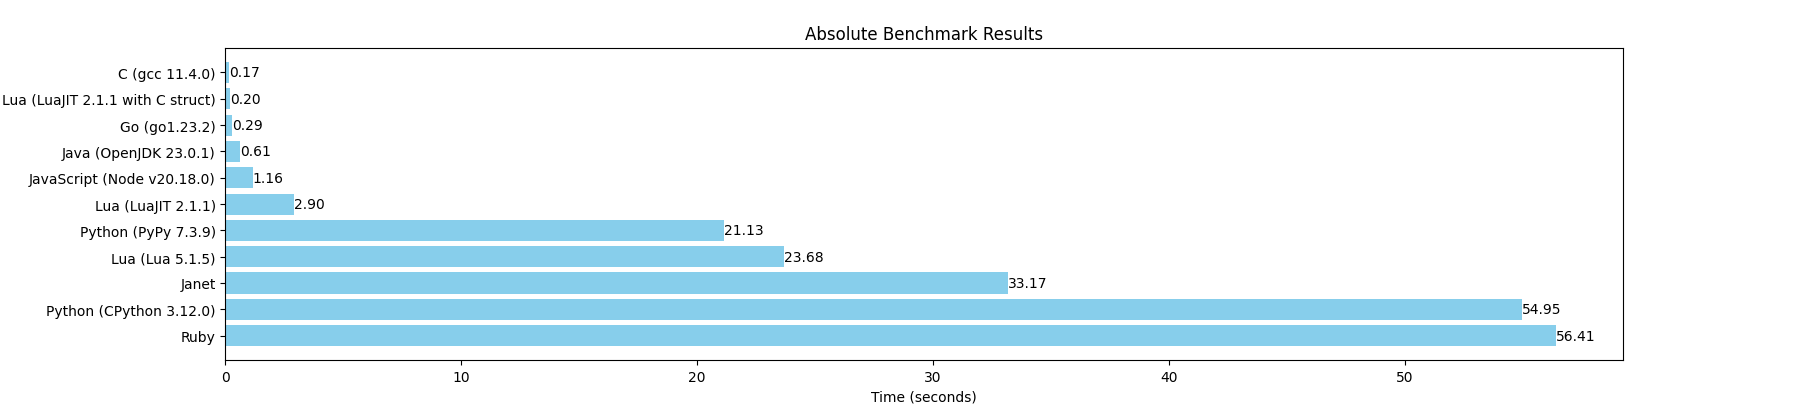 Absolute Benchmark Results
C (gcc 11.4.0) 0.17
Lua (LuaJIT 2.1.1 with C struct) 0.20
Go (go1.23.2) 0.29
Java (OpenJDK 23.0.1) 0.61
JavaScript (Node v20.18.0) 1.16
Lua (LuaJIT 2.1.1) 2.90
Python (PyPy 7.3.9) 21.13
Lua (Lua 5.1.5) 23.68
Janet 33.17
Python (CPython 3.12.0) 54.95
Ruby 56.41
0 10 20 30 40 50
Time (seconds)